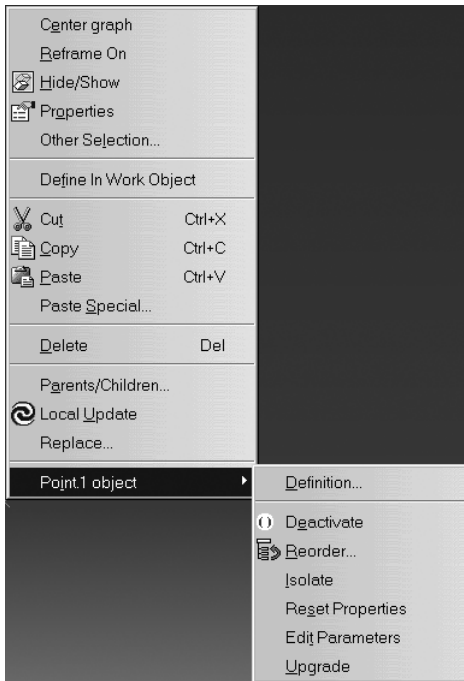 Center graph
Reframe On
Hide/Show
Properties
Other Selection...
Define In Work Object
Cut Ctrl+X
Copy Ctrl+C
Paste Ctrl+V
Paste Special...
Delete Del
Parents/Children...
Local Update
Replace...
Point.1 object
Definition...
Deactivate
Reorder...
Isolate
Reset Properties
Edit Parameters
Upgrade